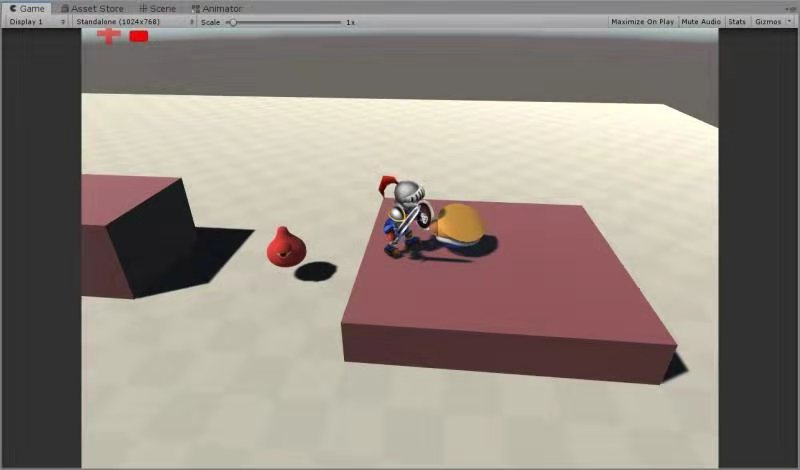 Game Asset Store Scene Animator
Display 1 Standalone (1024x768) Scale 1x Maximize On Play Mute Audio Stats Gizmos